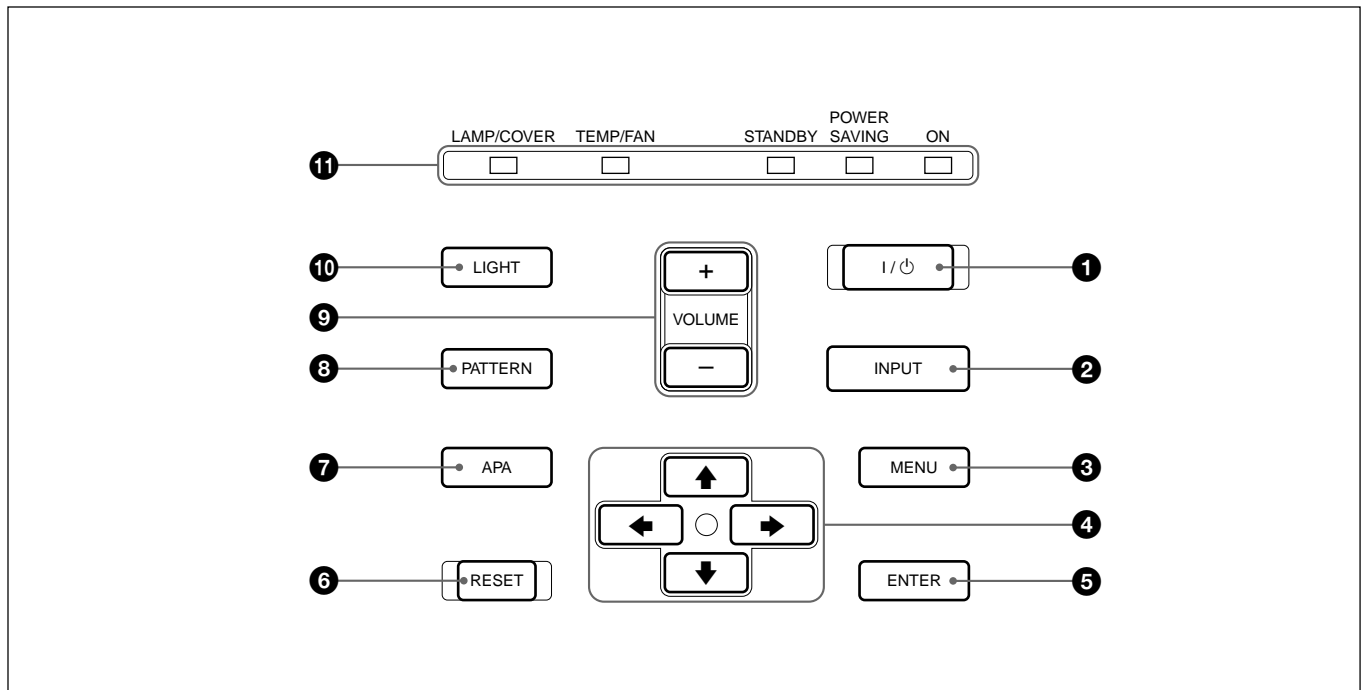 POWER
LAMP/COVER TEMP/FAN STANDBY SAVING ON
11
10 LIGHT + I / ⏻ 1
9 VOLUME
8 PATTERN − INPUT 2
7 APA MENU 3
4
6 RESET ENTER 5